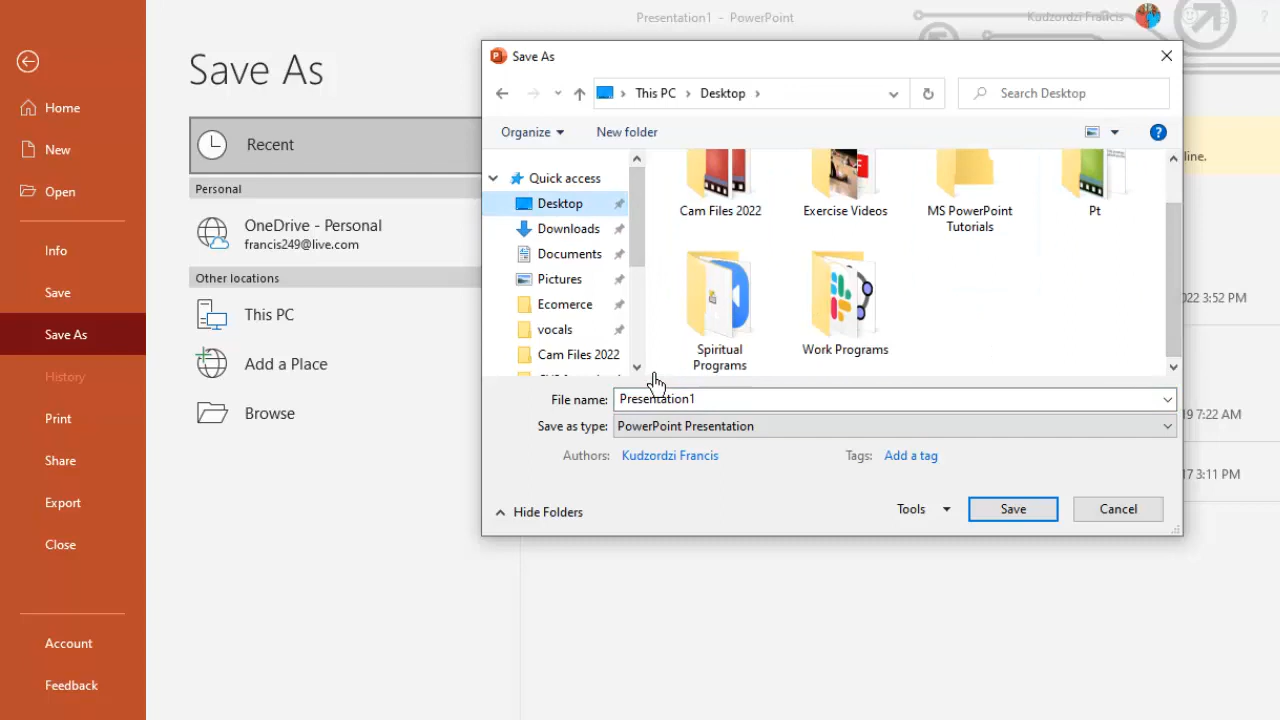 Presentation1 - PowerPoint
Kudzordzi Francis
?
Save As
Home
New
Open
Info
Save
Save As
History
Print
Share
Export
Close
Account
Feedback
Recent
Personal
OneDrive - Personal
francis249@live.com
Other locations
This PC
Add a Place
Browse
Save As
This PC
Desktop
Search Desktop
Organize
New folder
?
Quick access
Desktop
Downloads
Documents
Pictures
Ecomerce
vocals
Cam Files 2022
Cam Files 2022
Exercise Videos
MS PowerPoint
Tutorials
Pt
Spiritual
Programs
Work Programs
File name: Presentation1
Save as type: PowerPoint Presentation
Authors: Kudzordzi Francis
Tags: Add a tag
Hide Folders
Tools
Save
Cancel
line.
022 3:52 PM
19 7:22 AM
17 3:11 PM